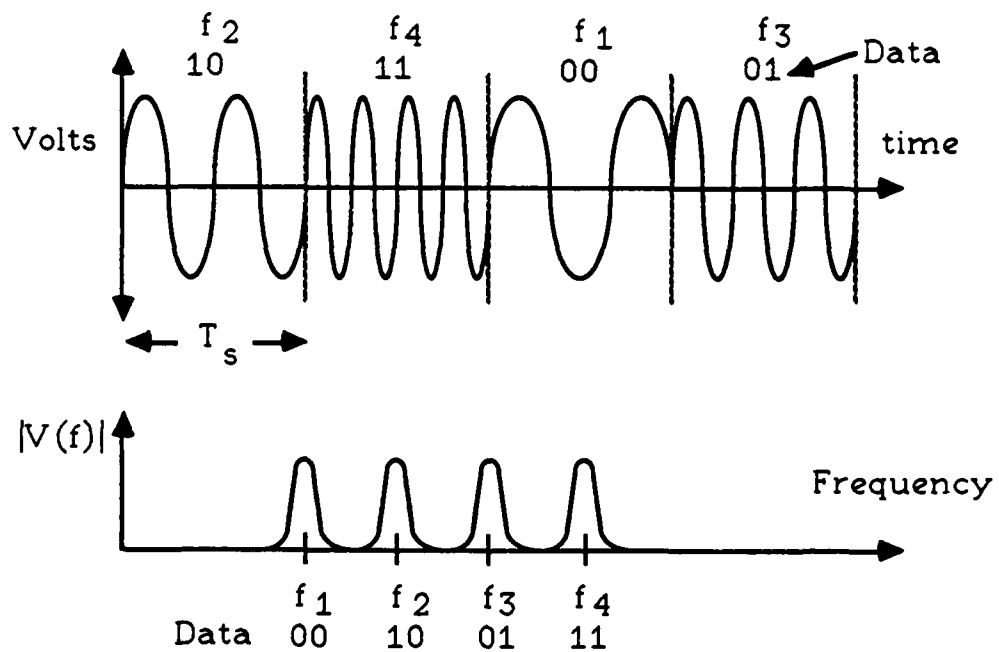 f2 f4 f1 f3
10 11 00 01 Data
Volts
time
Ts
|V(f)|
Frequency
f1 f2 f3 f4
Data 00 10 01 11